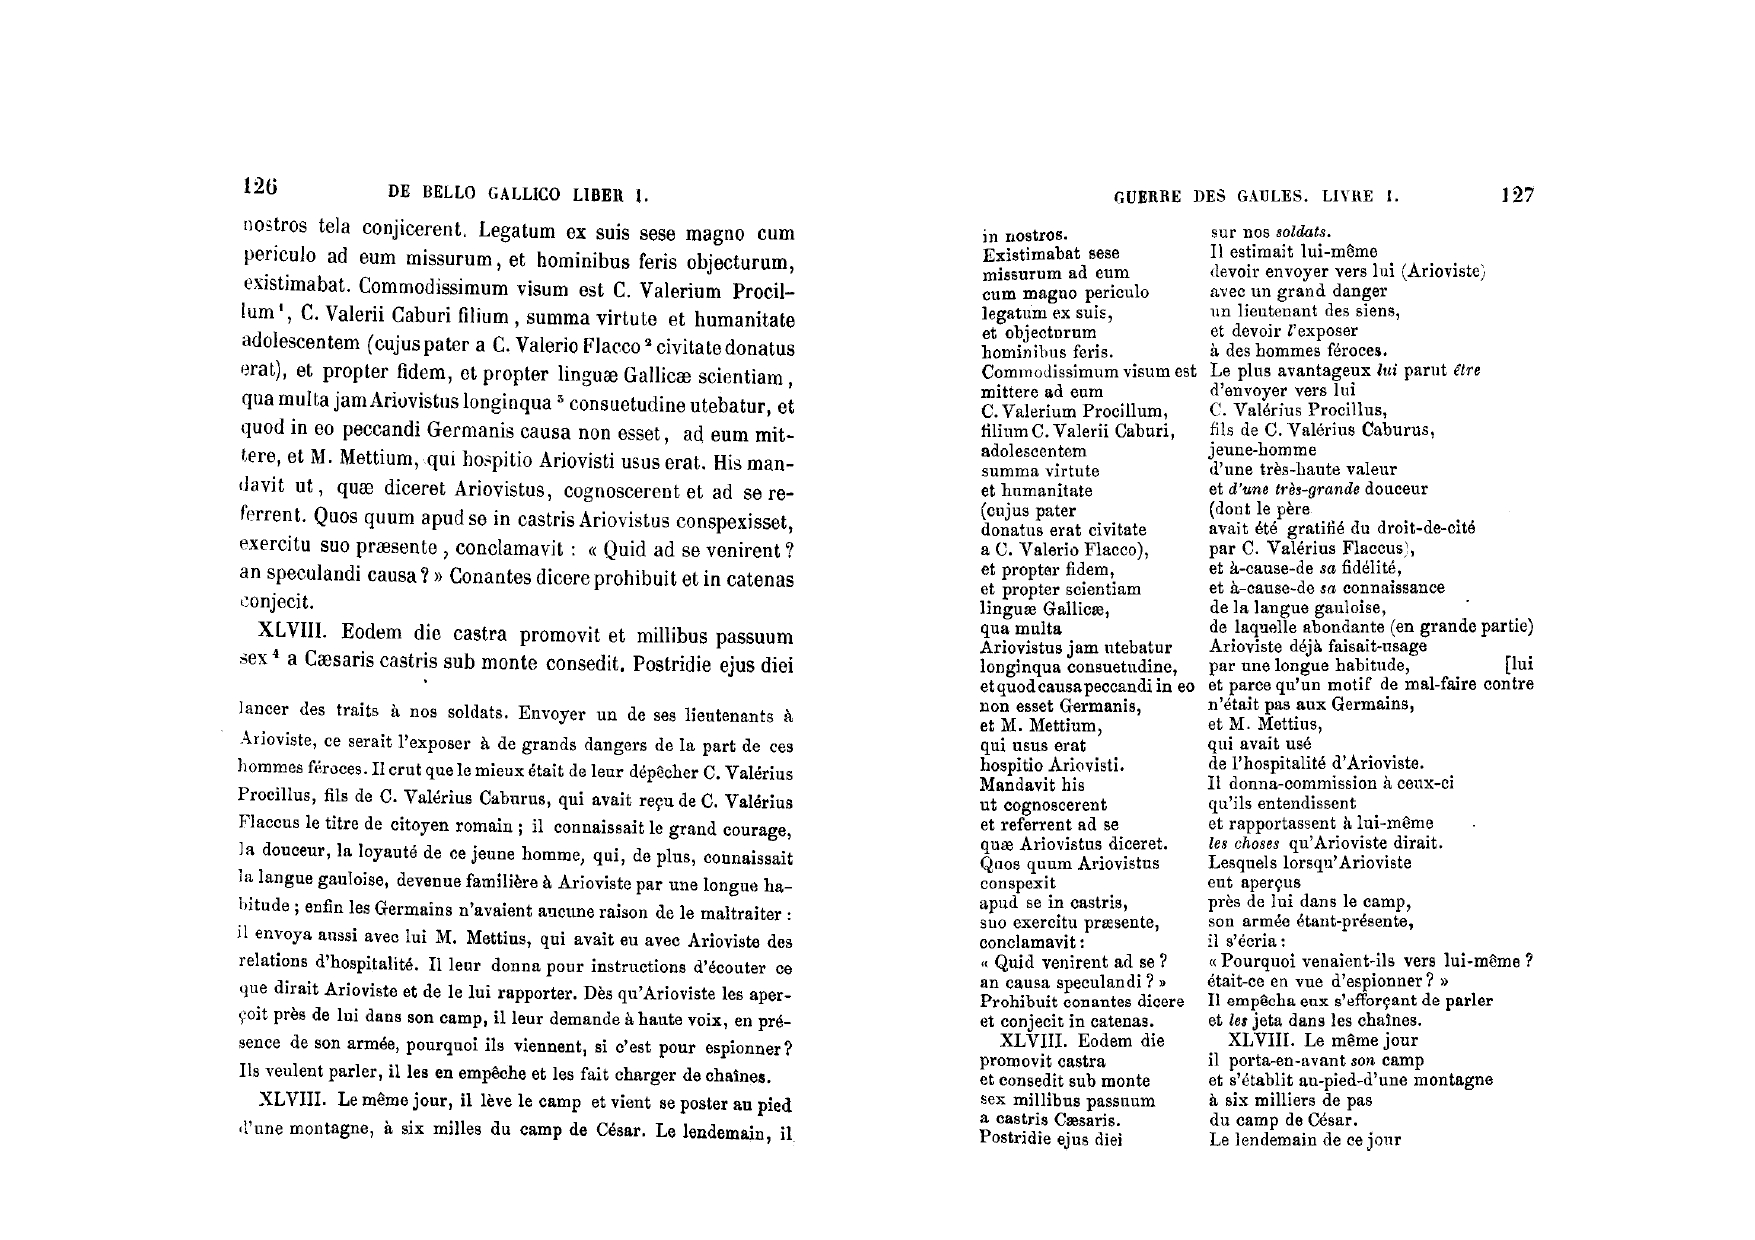 126
DE BELLO GALLICO LIBER I.
nostros tela conjicerent. Legatum ex suis sese magno cum
periculo ad eum missurum, et hominibus feris objecturum,
existimabat. Commodissimum visum est C. Valerium Procil-
lum¹, C. Valerii Caburi filium, summa virtute et humanitate
adolescentem (cujus pater a C. Valerio Flacco² civitate donatus
erat), et propter fidem, et propter linguæ Gallicæ scientiam,
qua multa jam Ariovistus longinqua³ consuetudine utebatur, et
quod in eo peccandi Germanis causa non esset, ad eum mit-
tere, et M. Mettium, qui hospitio Ariovisti usus erat. His man-
davit ut, quæ diceret Ariovistus, cognoscerent et ad se re-
ferrent. Quos quum apud se in castris Ariovistus conspexisset,
exercitu suo præsente, conclamavit : « Quid ad se venirent?
an speculandi causa? » Conantes dicere prohibuit et in catenas
conjecit.
XLVIII. Eodem die castra promovit et millibus passuum
sex⁴ a Cæsaris castris sub monte consedit. Postridie ejus diei
lancer des traits à nos soldats. Envoyer un de ses lieutenants à
Arioviste, ce serait l'exposer à de grands dangers de la part de ces
hommes féroces. Il crut que le mieux était de leur dépêcher C. Valérius
Procillus, fils de C. Valérius Caburus, qui avait reçu de C. Valérius
Flaccus le titre de citoyen romain ; il connaissait le grand courage,
la douceur, la loyauté de ce jeune homme, qui, de plus, connaissait
la langue gauloise, devenue familière à Arioviste par une longue ha-
bitude ; enfin les Germains n'avaient aucune raison de le maltraiter :
il envoya aussi avec lui M. Mettius, qui avait eu avec Arioviste des
relations d'hospitalité. Il leur donna pour instructions d'écouter ce
que dirait Arioviste et de le lui rapporter. Dès qu'Arioviste les aper-
çoit près de lui dans son camp, il leur demande à haute voix, en pré-
sence de son armée, pourquoi ils viennent, si c'est pour espionner?
Ils veulent parler, il les en empêche et les fait charger de chaînes.
XLVIII. Le même jour, il lève le camp et vient se poster au pied
d'une montagne, à six milles du camp de César. Le lendemain, il
GUERRE DES GAULES. LIVRE I.
127
in nostros.
Existimabat sese
missurum ad eum
cum magno periculo
legatum ex suis,
et objecturum
hominibus feris.
Commodissimum visum est
mittere ad eum
C. Valerium Procillum,
filium C. Valerii Caburi,
adolescentem
summa virtute
et humanitate
(cujus pater
donatus erat civitate
a C. Valerio Flacco),
et propter fidem,
et propter scientiam
linguæ Gallicæ,
qua multa
Ariovistus jam utebatur
longinqua consuetudine,
et quod causa peccandi in eo
non esset Germanis,
et M. Mettium,
qui usus erat
hospitio Ariovisti.
Mandavit his
ut cognoscerent
et referrent ad se
quæ Ariovistus diceret.
Quos quum Ariovistus
conspexit
apud se in castris,
suo exercitu præsente,
conclamavit :
« Quid venirent ad se ?
an causa speculandi ? »
Prohibuit conantes dicere
et conjecit in catenas.
XLVIII. Eodem die
promovit castra
et consedit sub monte
sex millibus passuum
a castris Cæsaris.
Postridie ejus diei
sur nos soldats.
Il estimait lui-même
devoir envoyer vers lui (Arioviste)
avec un grand danger
un lieutenant des siens,
et devoir l'exposer
à des hommes féroces.
Le plus avantageux lui parut être
d'envoyer vers lui
C. Valérius Procillus,
fils de C. Valérius Caburus,
jeune-homme
d'une très-haute valeur
et d'une très-grande douceur
(dont le père
avait été gratifié du droit-de-cité
par C. Valérius Flaccus),
et à-cause-de sa fidélité,
et à-cause-de sa connaissance
de la langue gauloise,
de laquelle abondante (en grande partie)
Arioviste déjà faisait-usage
par une longue habitude, [lui
et parce qu'un motif de mal-faire contre
n'était pas aux Germains,
et M. Mettius,
qui avait usé
de l'hospitalité d'Arioviste.
Il donna-commission à ceux-ci
qu'ils entendissent
et rapportassent à lui-même
les choses qu'Arioviste dirait.
Lesquels lorsqu'Arioviste
eut aperçus
près de lui dans le camp,
son armée étant-présente,
il s'écria :
« Pourquoi venaient-ils vers lui-même ?
était-ce en vue d'espionner ? »
Il empêcha eux s'efforçant de parler
et les jeta dans les chaînes.
XLVIII. Le même jour
il porta-en-avant son camp
et s'établit au-pied-d'une montagne
à six milliers de pas
du camp de César.
Le lendemain de ce jour